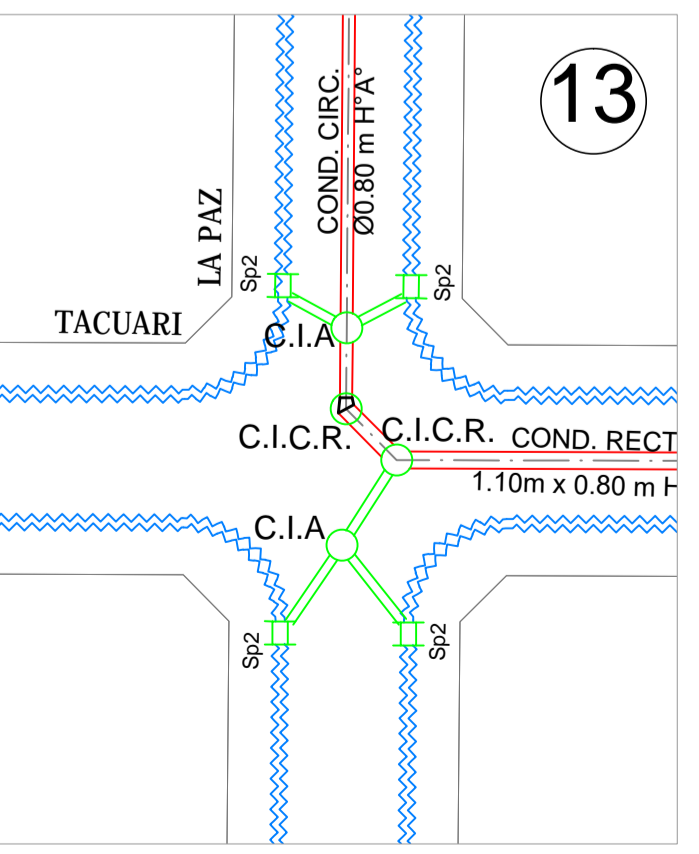 13
COND. CIRC.
Ø0.80 m H°A°
LA PAZ
Sp2
Sp2
TACUARI
C.I.A
C.I.C.R.
C.I.C.R.
COND. RECT
1.10m x 0.80 m H
C.I.A
Sp2
Sp2